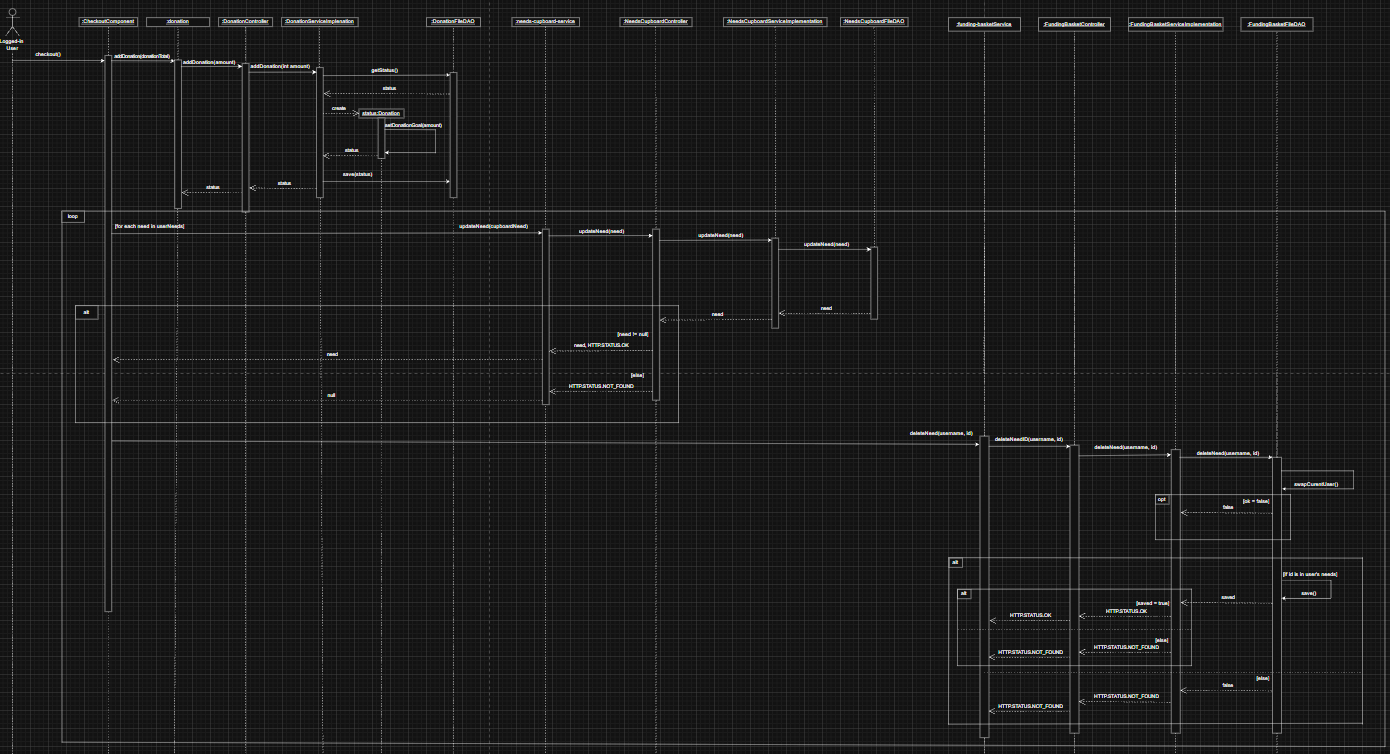 :CheckoutComponent
:donation
:DonationController
:DonationServiceImplenation
:DonationFileDAO
:needs-cupboard-service
:NeedsCupboardController
:NeedsCupboardServiceImplementation
:NeedsCupboardFileDAO
:funding-basketService
:FundingBasketController
:FundingBasketServiceImplementation
:FundingBasketFileDAO
Logged-in
User
checkout()
addDonation(donationTotal)
addDonation(amount)
addDonation(int amount)
getStatus()
status
create
status:Donation
setDonationGoal(amount)
status
save(status)
status
status
loop
[for each need in userNeeds]
updateNeed(cupboardNeed)
updateNeed(need)
updateNeed(need)
updateNeed(need)
alt
need
need
[need != null]
need, HTTP.STATUS.OK
need
[else]
HTTP.STATUS.NOT_FOUND
null
deleteNeed(username, id)
deleteNeedID(username, id)
deleteNeed(username, id)
deleteNeed(username, id)
swapCurrentUser()
opt
[ok = false]
false
alt
[if id is in user's needs]
save()
alt
[saved = true]
saved
HTTP.STATUS.OK
HTTP.STATUS.OK
[else]
HTTP.STATUS.NOT_FOUND
HTTP.STATUS.NOT_FOUND
[else]
false
HTTP.STATUS.NOT_FOUND
HTTP.STATUS.NOT_FOUND